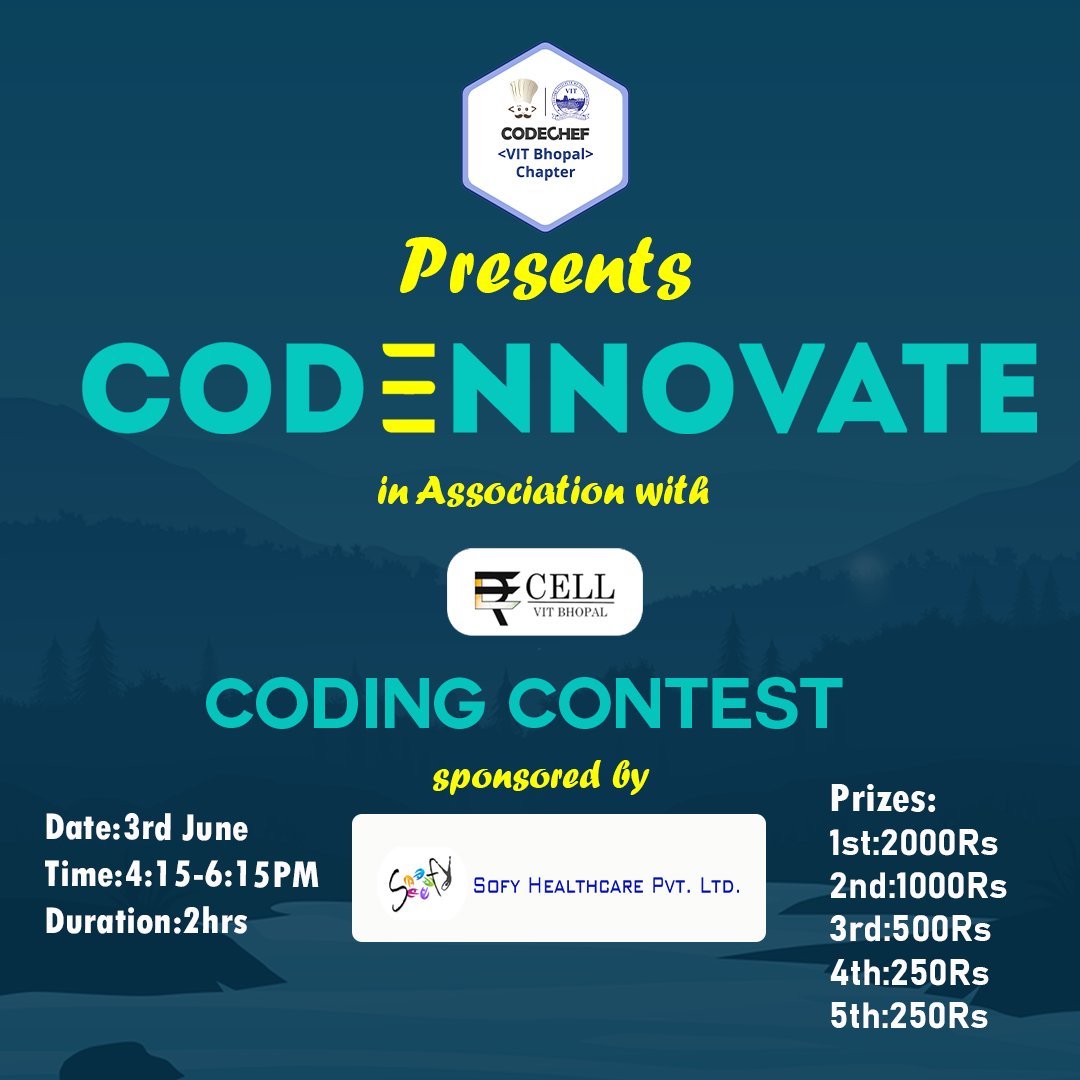 VIT
CODECHEF
<VIT Bhopal>
Chapter
Presents
CODENNOVATE
in Association with
E CELL
VIT BHOPAL
CODING CONTEST
sponsored by
Date:3rd June
Time:4:15-6:15PM
Duration:2hrs
Sofy
SOFY HEALTHCARE PVT. LTD.
Prizes:
1st:2000Rs
2nd:1000Rs
3rd:500Rs
4th:250Rs
5th:250Rs